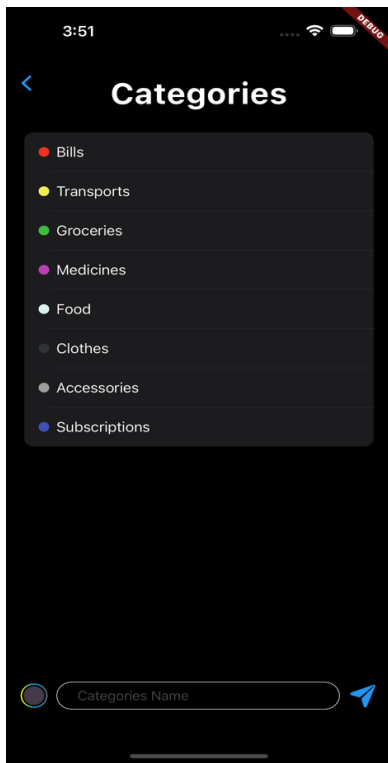 3:51
DEBUG
Categories
Bills
Transports
Groceries
Medicines
Food
Clothes
Accessories
Subscriptions
Categories Name